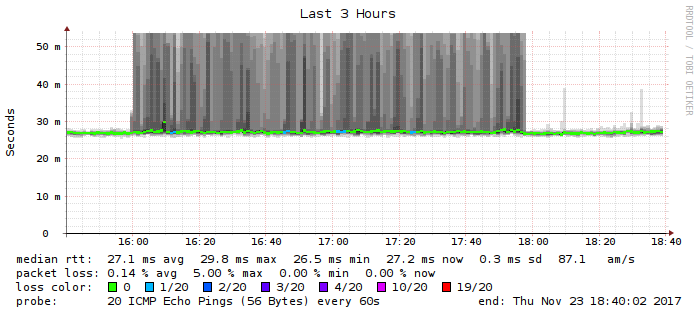 Last 3 Hours
RRDTOOL / TOBI OETIKER
Seconds
50 m
40 m
30 m
20 m
10 m
0
16:00 16:20 16:40 17:00 17:20 17:40 18:00 18:20 18:40
median rtt: 27.1 ms avg 29.8 ms max 26.5 ms min 27.2 ms now 0.3 ms sd 87.1 am/s
packet loss: 0.14 % avg 5.00 % max 0.00 % min 0.00 % now
loss color: 0 1/20 2/20 3/20 4/20 10/20 19/20
probe: 20 ICMP Echo Pings (56 Bytes) every 60s end: Thu Nov 23 18:40:02 2017